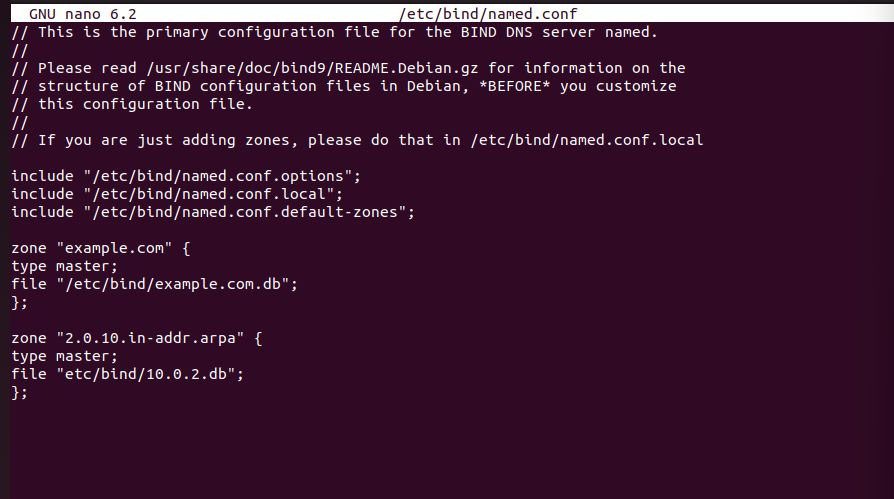 GNU nano 6.2 /etc/bind/named.conf
// This is the primary configuration file for the BIND DNS server named.
//
// Please read /usr/share/doc/bind9/README.Debian.gz for information on the
// structure of BIND configuration files in Debian, *BEFORE* you customize
// this configuration file.
//
// If you are just adding zones, please do that in /etc/bind/named.conf.local
include "/etc/bind/named.conf.options";
include "/etc/bind/named.conf.local";
include "/etc/bind/named.conf.default-zones";
zone "example.com" {
type master;
file "/etc/bind/example.com.db";
};
zone "2.0.10.in-addr.arpa" {
type master;
file "etc/bind/10.0.2.db";
};